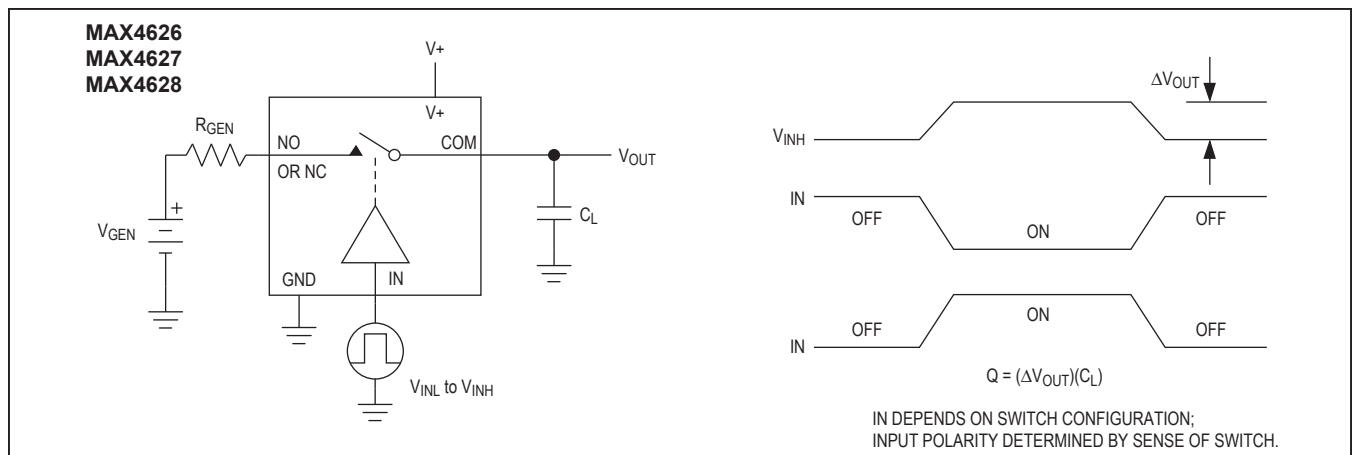 MAX4626
MAX4627
MAX4628
V+
V+
RGEN
NO
OR NC
COM
VOUT
CL
VGEN
+
GND
IN
VINL to VINH
ΔVOUT
VINH
IN
OFF
ON
OFF
IN
OFF
ON
OFF
Q = (ΔVOUT)(CL)
IN DEPENDS ON SWITCH CONFIGURATION;
INPUT POLARITY DETERMINED BY SENSE OF SWITCH.